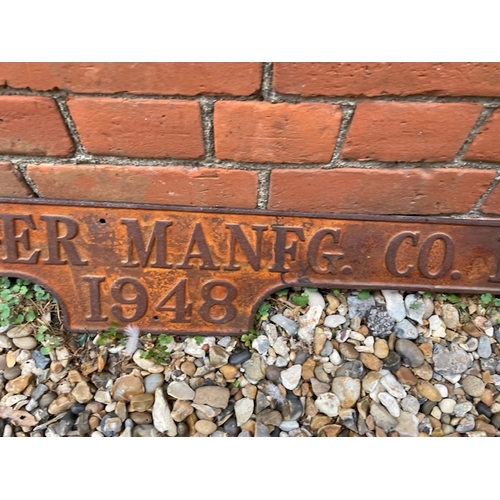 ER MANFG. CO.
1948